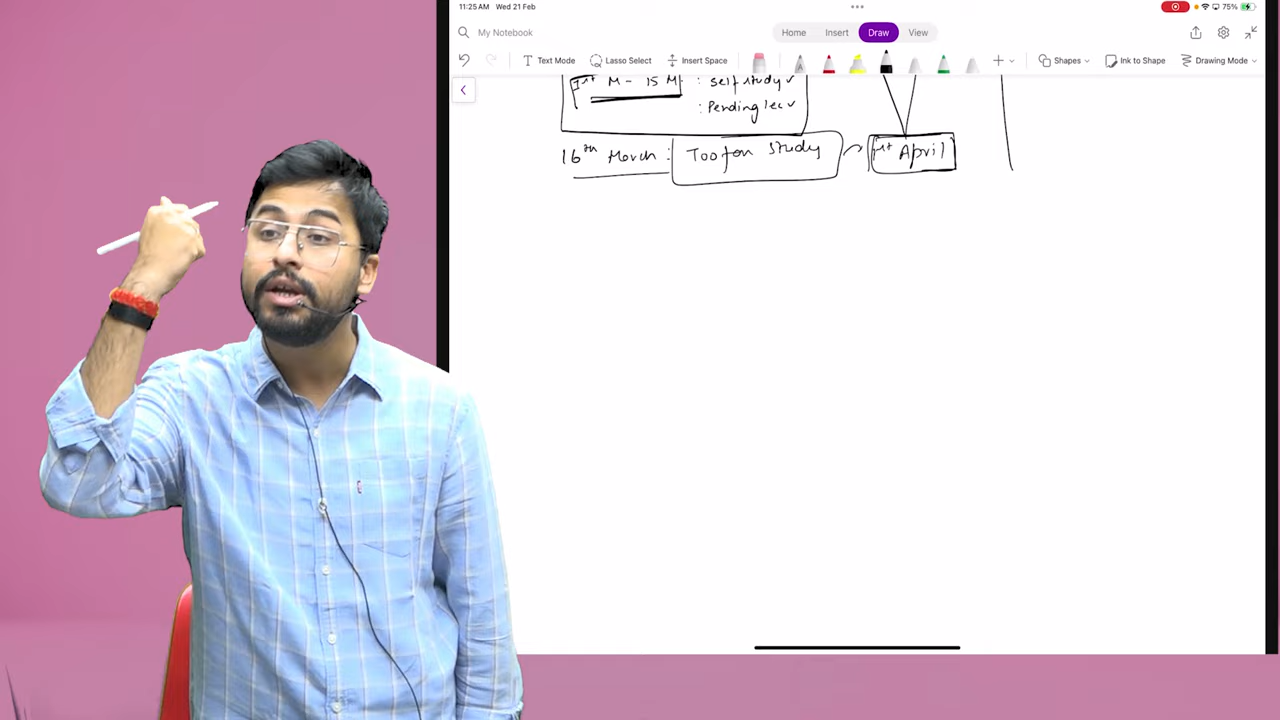 11:25 AM Wed 21 Feb
75%
My Notebook
Home Insert Draw View
Text Mode Lasso Select Insert Space Shapes Ink to Shape Drawing Mode
1st M - 15 M : self study
: Pending lec
16th March : Toofan Study 1st April